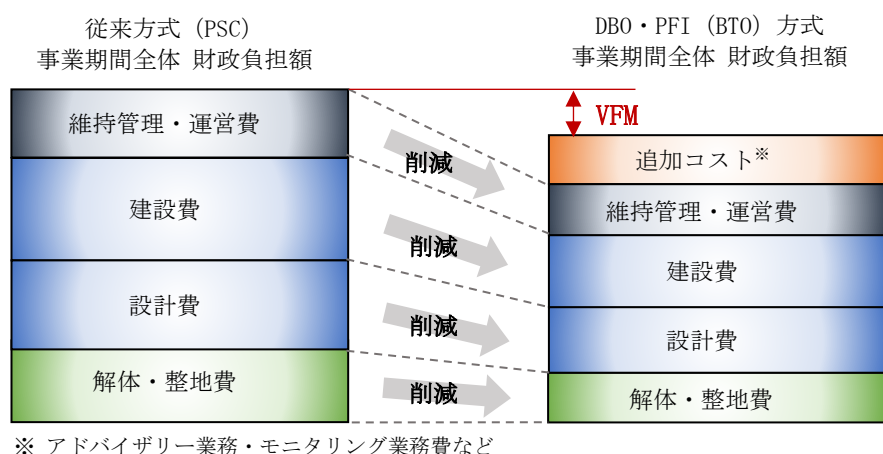 従来方式 (PSC)
事業期間全体 財政負担額
DBO・PFI (BTO) 方式
事業期間全体 財政負担額
VFM
維持管理・運営費
建設費
設計費
解体・整地費
削減
削減
削減
削減
追加コスト※
維持管理・運営費
建設費
設計費
解体・整地費
※ アドバイザリー業務・モニタリング業務費など